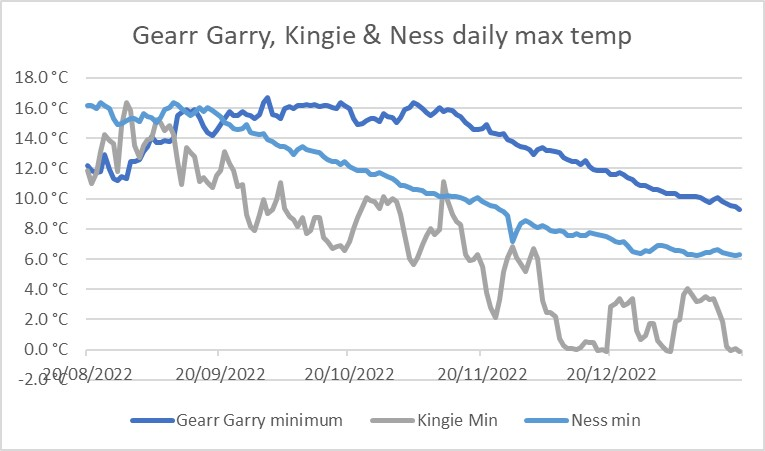 Gearr Garry, Kingie & Ness daily max temp
18.0 °C
16.0 °C
14.0 °C
12.0 °C
10.0 °C
8.0 °C
6.0 °C
4.0 °C
2.0 °C
0.0 °C
-2.0 °C
20/08/2022 20/09/2022 20/10/2022 20/11/2022 20/12/2022
Gearr Garry minimum Kingie Min Ness min